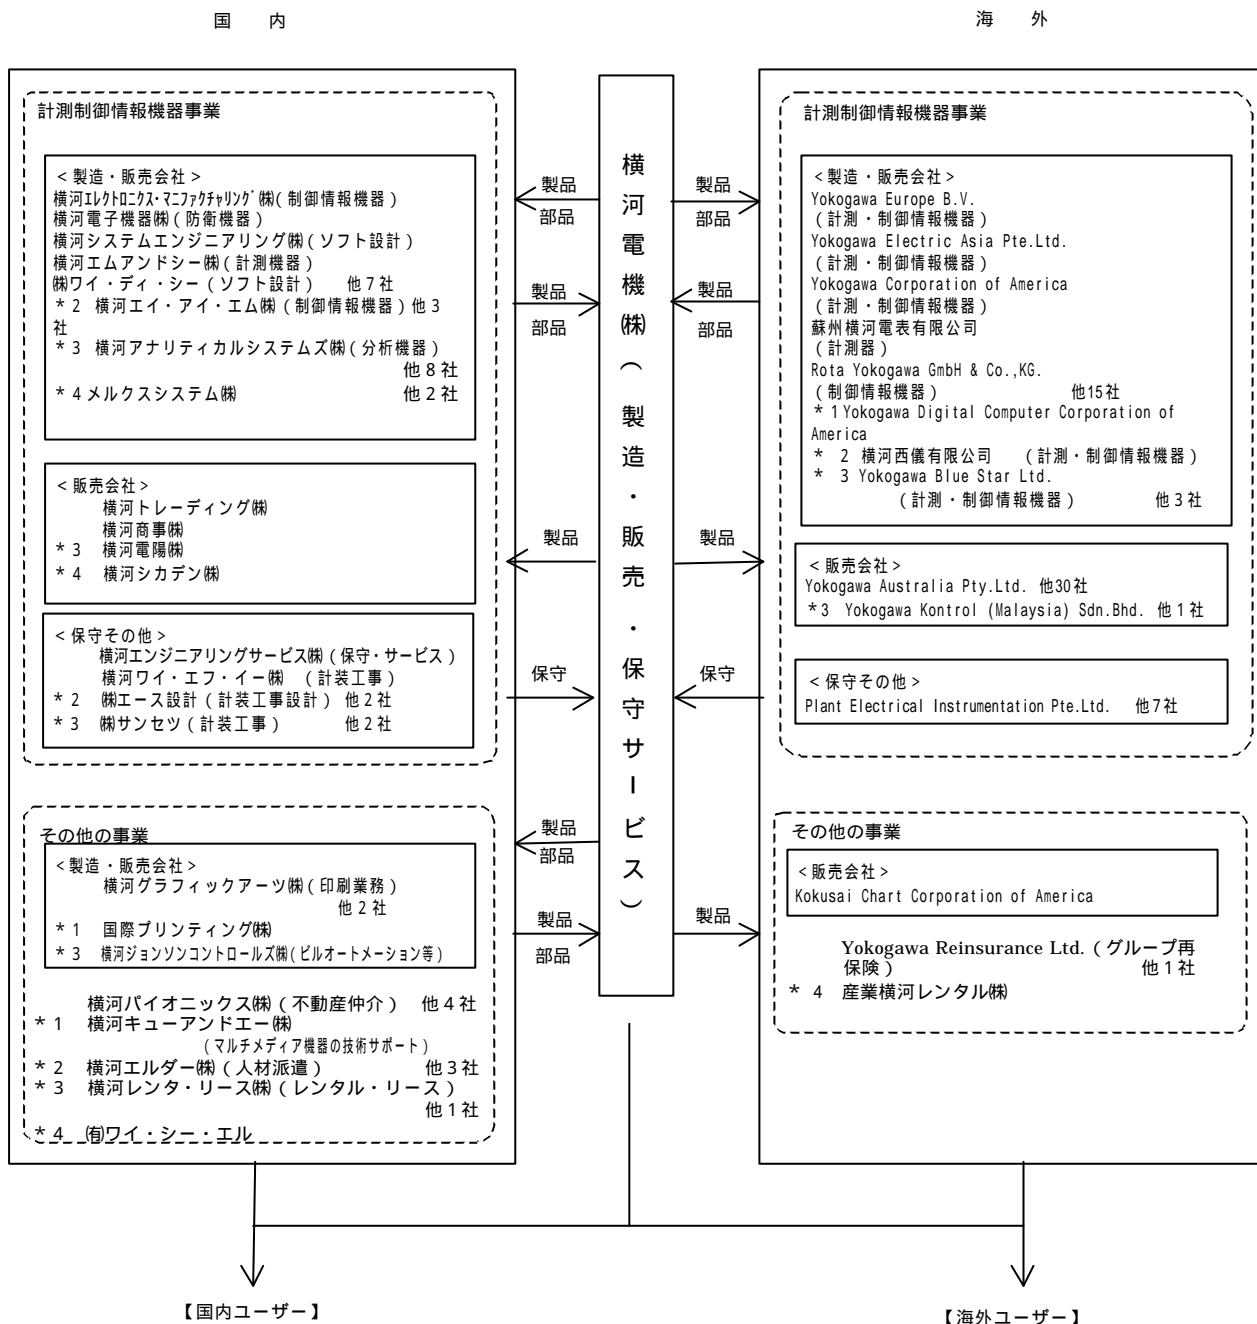 国　内
計測制御情報機器事業
＜製造・販売会社＞
横河ｴﾚｸﾄﾛﾆｸｽ･ﾏﾆﾌｧｸﾁｬﾘﾝｸﾞ㈱(制御情報機器)
横河電子機器㈱(防衛機器)
横河システムエンジニアリング㈱(ソフト設計)
横河エムアンドシー㈱(計測機器)
㈱ワイ・ディ・シー(ソフト設計)　他7社
*2 横河エイ・アイ・エム㈱(制御情報機器)他3
社
*3 横河アナリティカルシステムズ㈱(分析機器)
他8社
*4メルクスシステム㈱　他2社
＜販売会社＞
横河トレーディング㈱
横河商事㈱
*3 横河電陽㈱
*4 横河シカデン㈱
＜保守その他＞
横河エンジニアリングサービス㈱(保守・サービス)
横河ワイ・エフ・イー㈱　(計装工事)
*2 ㈱エース設計(計装工事設計) 他2社
*3 ㈱サンセツ(計装工事)　他2社
その他の事業
＜製造・販売会社＞
横河グラフィックアーツ㈱(印刷業務)
他2社
*1 国際プリンティング㈱
*3 横河ジョンソンコントロールズ㈱(ビルオートメーション等)
横河パイオニックス㈱(不動産仲介)　他4社
*1 横河キューアンドエー㈱
(マルチメディア機器の技術サポート)
*2 横河エルダー㈱(人材派遣)　他3社
*3 横河レンタ・リース㈱(レンタル・リース)
他1社
*4 ㈲ワイ・シー・エル
製品
部品
製品
部品
製品
保守
製品
部品
製品
部品
横河電機㈱(製造・販売・保守サービス)
製品
部品
製品
部品
製品
保守
製品
海　外
計測制御情報機器事業
＜製造・販売会社＞
Yokogawa Europe B.V.
(計測・制御情報機器)
Yokogawa Electric Asia Pte.Ltd.
(計測・制御情報機器)
Yokogawa Corporation of America
(計測・制御情報機器)
蘇州横河電表有限公司
(計測器)
Rota Yokogawa GmbH & Co.,KG.
(制御情報機器)　他15社
*1Yokogawa Digital Computer Corporation of
America
* 2 横河西儀有限公司　(計測・制御情報機器)
* 3 Yokogawa Blue Star Ltd.
(計測・制御情報機器)　他3社
＜販売会社＞
Yokogawa Australia Pty.Ltd. 他30社
*3 Yokogawa Kontrol (Malaysia) Sdn.Bhd. 他1社
＜保守その他＞
Plant Electrical Instrumentation Pte.Ltd.　他7社
その他の事業
＜販売会社＞
Kokusai Chart Corporation of America
Yokogawa Reinsurance Ltd.(グループ再
保険)　他1社
* 4 産業横河レンタル㈱
【国内ユーザー】
【海外ユーザー】